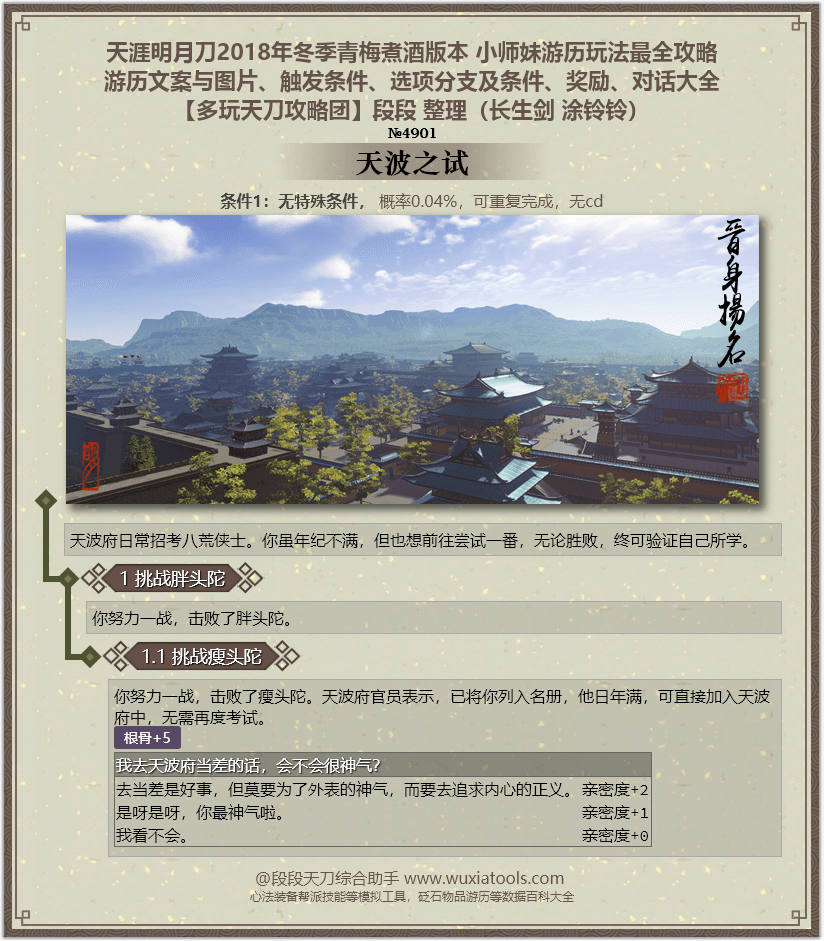 天涯明月刀2018年冬季青梅煮酒版本 小师妹游历玩法最全攻略
游历文案与图片、触发条件、选项分支及条件、奖励、对话大全
【多玩天刀攻略团】段段 整理（长生剑 涂铃铃）
№4901
天波之试
条件1：无特殊条件， 概率0.04%，可重复完成，无cd
晉身揚名
天波府日常招考八荒侠士。你虽年纪不满，但也想前往尝试一番，无论胜败，终可验证自己所学。
1 挑战胖头陀
你努力一战，击败了胖头陀。
1.1 挑战瘦头陀
你努力一战，击败了瘦头陀。天波府官员表示，已将你列入名册，他日年满，可直接加入天波
府中，无需再度考试。
根骨+5
我去天波府当差的话，会不会很神气？
去当差是好事，但莫要为了外表的神气，而要去追求内心的正义。 亲密度+2
是呀是呀，你最神气啦。 亲密度+1
我看不会。 亲密度+0
@段段天刀综合助手 www.wuxiatools.com
心法装备帮派技能等模拟工具，砭石物品游历等数据百科大全